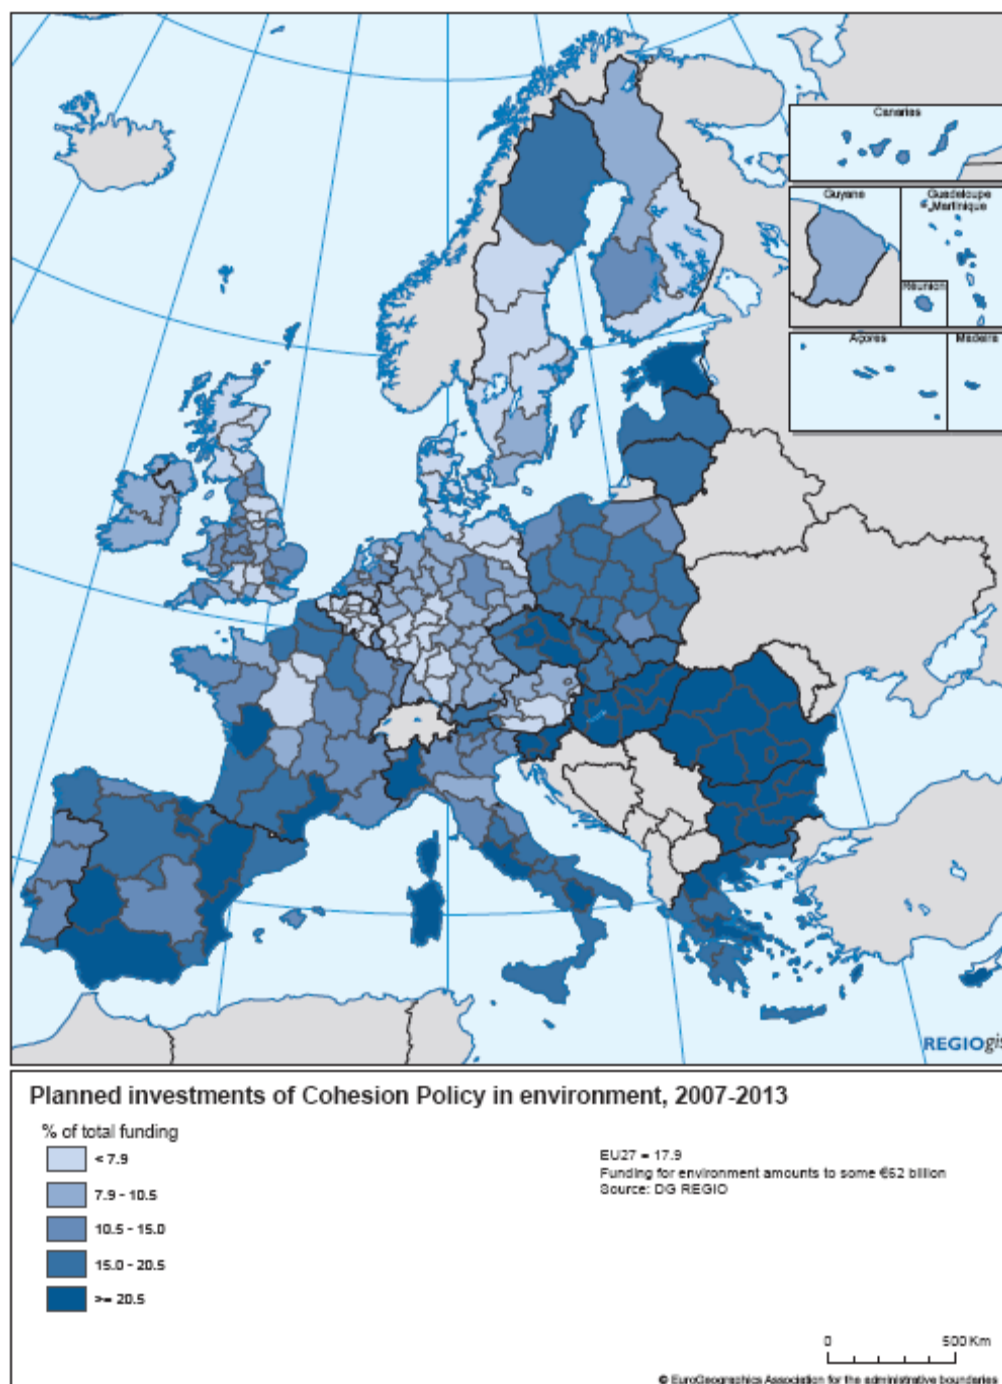 Canarias
Guyane
Guadeloupe
Martinique
Réunion
Açores
Madeira
REGIOgis
Planned investments of Cohesion Policy in environment, 2007-2013
% of total funding
< 7.9
7.9 - 10.5
10.5 - 15.0
15.0 - 20.5
>= 20.5
EU27 = 17.9
Funding for environment amounts to some €52 billion
Source: DG REGIO
0 500 Km
© EuroGeographics Association for the administrative boundaries